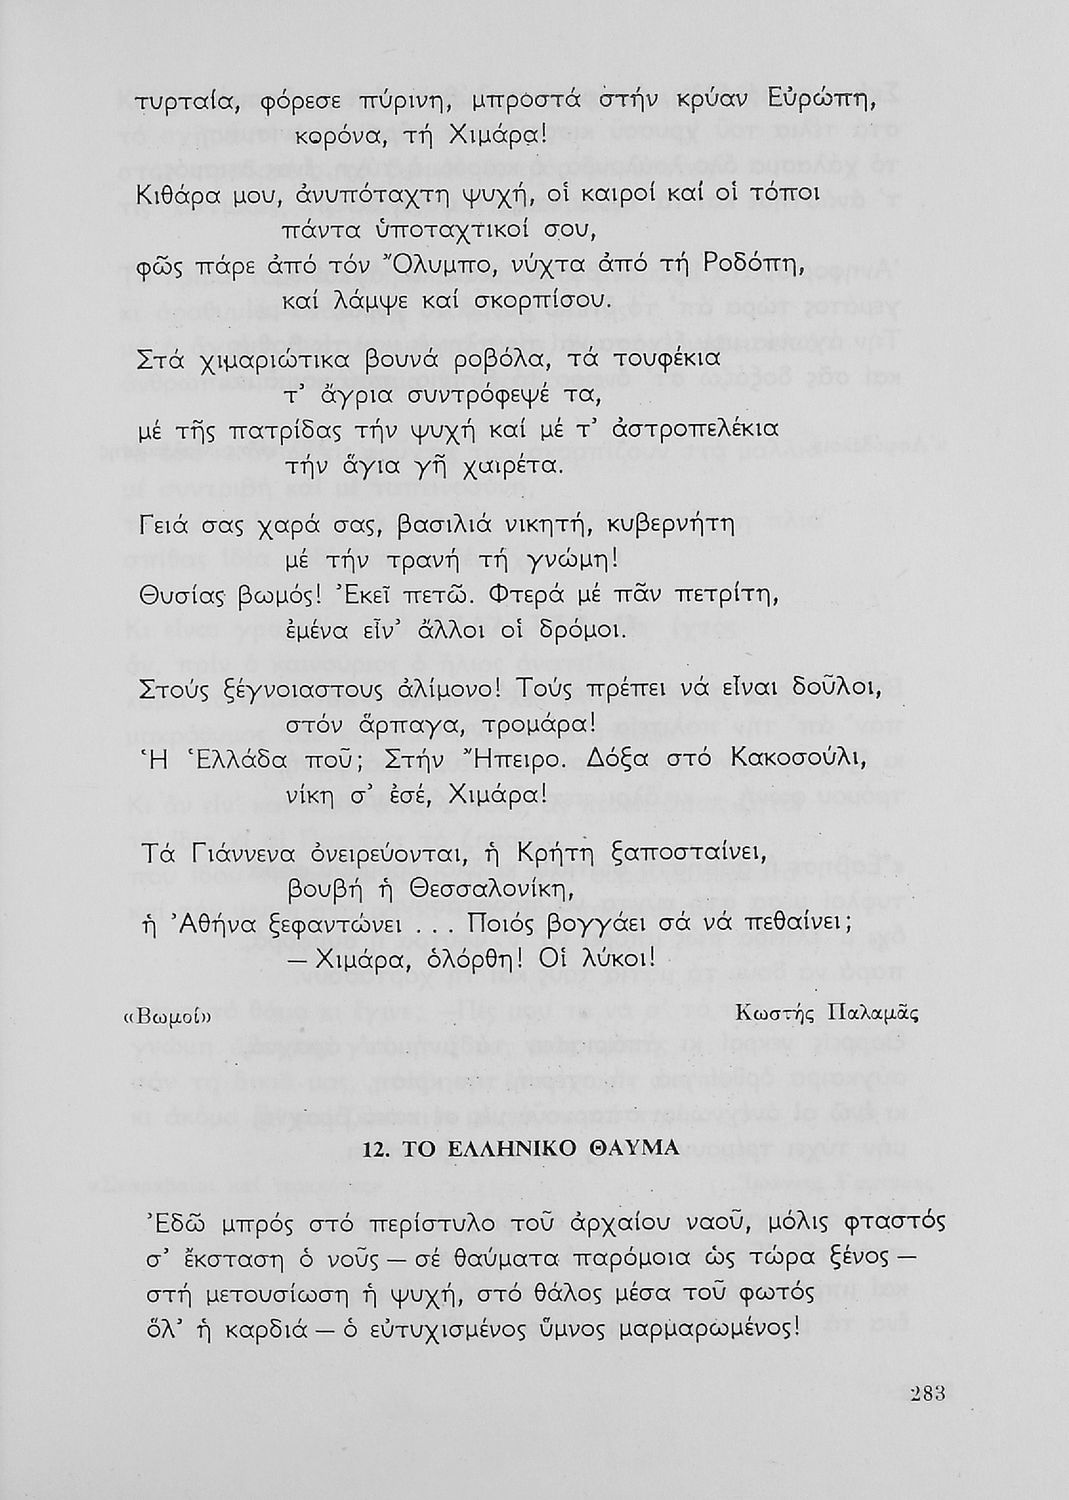 τυρταία, φόρεσε πύρινη, μπροστά στήν κρύαν Εὐρώπη,
κορόνα, τή Χιμάρα!
Κιθάρα μου, ἀνυπόταχτη ψυχή, οἱ καιροί καί οἱ τόποι
πάντα ὑποταχτικοί σου,
φῶς πάρε ἀπό τόν Ὄλυμπο, νύχτα ἀπό τή Ροδόπη,
καί λάμψε καί σκορπίσου.
Στά χιμαριώτικα βουνά ροβόλα, τά τουφέκια
τ’ ἄγρια συντρόφεψέ τα,
μέ τῆς πατρίδας τήν ψυχή καί μέ τ’ ἀστροπελέκια
τήν ἅγια γῆ χαιρέτα.
Γειά σας χαρά σας, βασιλιά νικητή, κυβερνήτη
μέ τήν τρανή τή γνώμη!
Θυσίας βωμός! Ἐκεῖ πετῶ. Φτερά μέ πᾶν πετρίτη,
ἐμένα εἶν’ ἄλλοι οἱ δρόμοι.
Στούς ξέγνοιαστους ἀλίμονο! Τούς πρέπει νά εἶναι δοῦλοι,
στόν ἅρπαγα, τρομάρα!
Ἡ Ἑλλάδα ποῦ; Στήν Ἤπειρο. Δόξα στό Κακοσούλι,
νίκη σ’ ἐσέ, Χιμάρα!
Τά Γιάννενα ὀνειρεύονται, ἡ Κρήτη ξαποσταίνει,
βουβή ἡ Θεσσαλονίκη,
ἡ Ἀθήνα ξεφαντώνει . . . Ποιός βογγάει σά νά πεθαίνει;
— Χιμάρα, ὁλόρθη! Οἱ λύκοι!
«Βωμοί» Κωστής Παλαμᾶς
12. ΤΟ ΕΛΛΗΝΙΚΟ ΘΑΥΜΑ
Ἐδῶ μπρός στό περίστυλο τοῦ ἀρχαίου ναοῦ, μόλις φταστός
σ’ ἔκσταση ὁ νοῦς — σέ θαύματα παρόμοια ὡς τώρα ξένος —
στή μετουσίωση ἡ ψυχή, στό θάλος μέσα τοῦ φωτός
ὅλ’ ἡ καρδιά — ὁ εὐτυχισμένος ὕμνος μαρμαρωμένος!
283